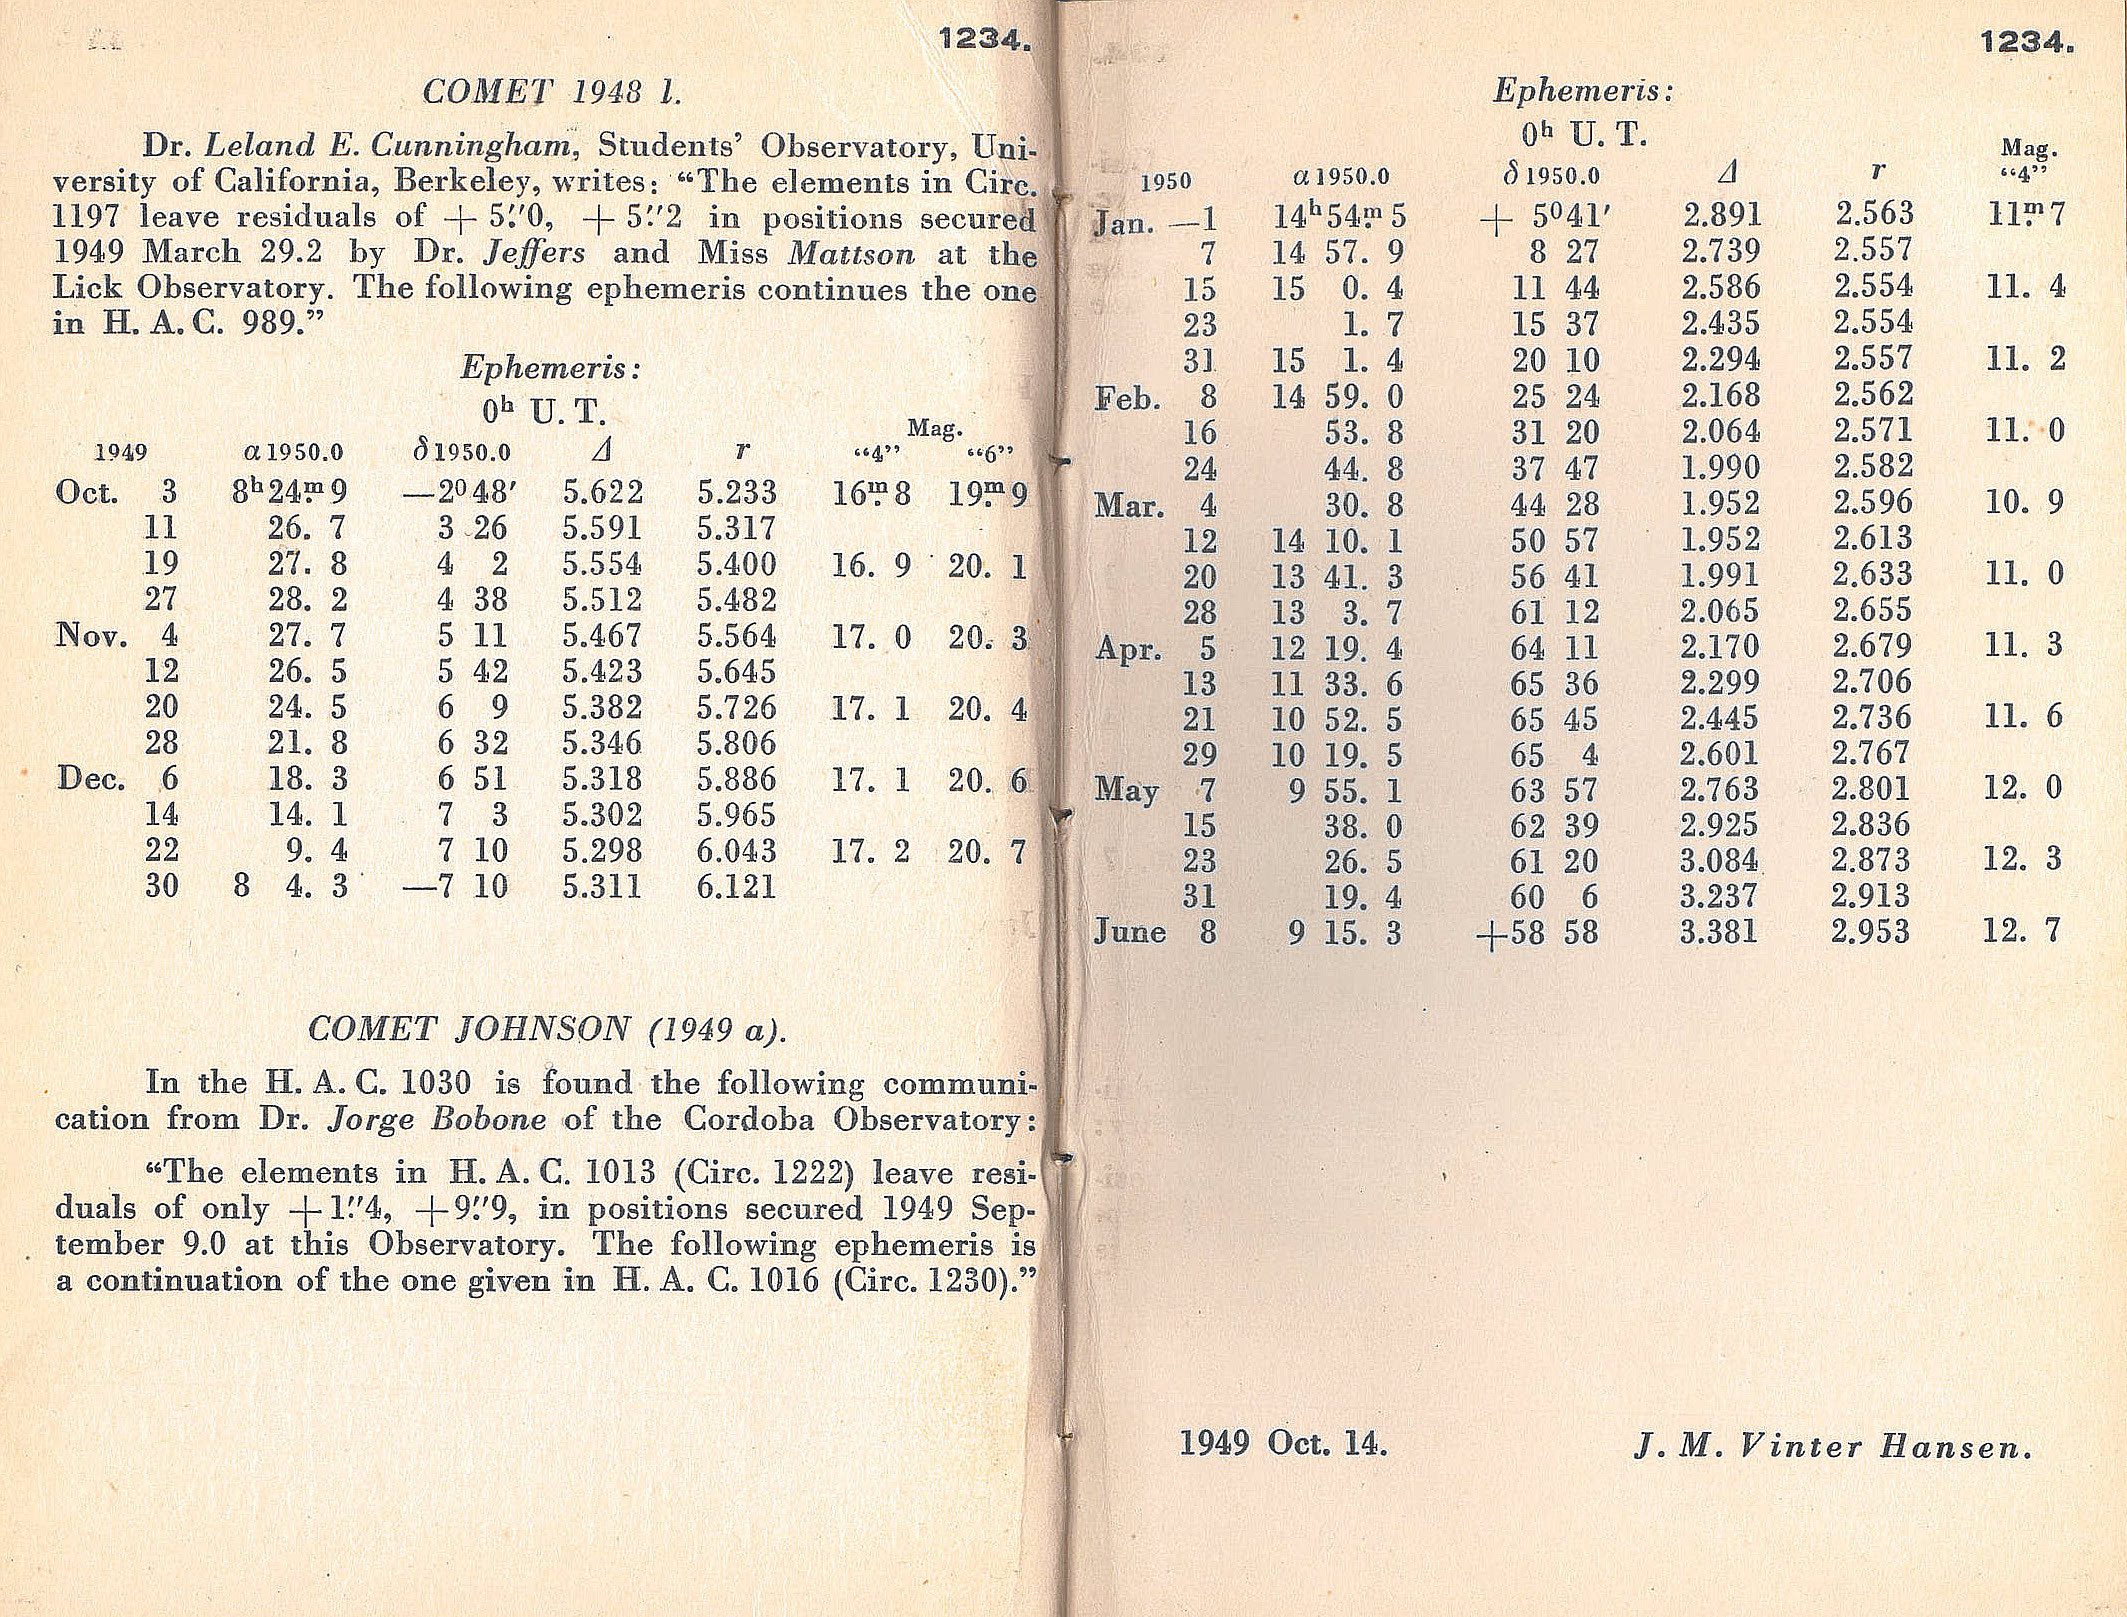 1234.
COMET 1948 l.
Dr. Leland E. Cunningham, Students’ Observatory, Uni-
versity of California, Berkeley, writes: “The elements in Circ.
1197 leave residuals of + 5″.0, + 5″.2 in positions secured
1949 March 29.2 by Dr. Jeffers and Miss Mattson at the
Lick Observatory. The following ephemeris continues the one
in H. A. C. 989.”
Ephemeris:
0ʰ U. T.
Mag.
1949 α 1950.0 δ 1950.0 Δ r “4” “6”
Oct. 3 8ʰ24ᵐ.9 —2⁰48′ 5.622 5.233 16ᵐ.8 19ᵐ.9
11 26. 7 3 26 5.591 5.317
19 27. 8 4 2 5.554 5.400 16. 9 20. 1
27 28. 2 4 38 5.512 5.482
Nov. 4 27. 7 5 11 5.467 5.564 17. 0 20. 3
12 26. 5 5 42 5.423 5.645
20 24. 5 6 9 5.382 5.726 17. 1 20. 4
28 21. 8 6 32 5.346 5.806
Dec. 6 18. 3 6 51 5.318 5.886 17. 1 20. 6
14 14. 1 7 3 5.302 5.965
22 9. 4 7 10 5.298 6.043 17. 2 20. 7
30 8 4. 3 —7 10 5.311 6.121
COMET JOHNSON (1949 a).
In the H. A. C. 1030 is found the following communi-
cation from Dr. Jorge Bobone of the Cordoba Observatory:
“The elements in H. A. C. 1013 (Circ. 1222) leave resi-
duals of only +1″.4, +9″.9, in positions secured 1949 Sep-
tember 9.0 at this Observatory. The following ephemeris is
a continuation of the one given in H. A. C. 1016 (Circ. 1230).”
1234.
Ephemeris:
0ʰ U. T.
Mag.
1950 α 1950.0 δ 1950.0 Δ r “4”
Jan. —1 14ʰ54ᵐ.5 + 5⁰41′ 2.891 2.563 11ᵐ.7
7 14 57. 9 8 27 2.739 2.557
15 15 0. 4 11 44 2.586 2.554 11. 4
23 1. 7 15 37 2.435 2.554
31 15 1. 4 20 10 2.294 2.557 11. 2
Feb. 8 14 59. 0 25 24 2.168 2.562
16 53. 8 31 20 2.064 2.571 11. 0
24 44. 8 37 47 1.990 2.582
Mar. 4 30. 8 44 28 1.952 2.596 10. 9
12 14 10. 1 50 57 1.952 2.613
20 13 41. 3 56 41 1.991 2.633 11. 0
28 13 3. 7 61 12 2.065 2.655
Apr. 5 12 19. 4 64 11 2.170 2.679 11. 3
13 11 33. 6 65 36 2.299 2.706
21 10 52. 5 65 45 2.445 2.736 11. 6
29 10 19. 5 65 4 2.601 2.767
May 7 9 55. 1 63 57 2.763 2.801 12. 0
15 38. 0 62 39 2.925 2.836
23 26. 5 61 20 3.084 2.873 12. 3
31 19. 4 60 6 3.237 2.913
June 8 9 15. 3 +58 58 3.381 2.953 12. 7
1949 Oct. 14. J. M. Vinter Hansen.